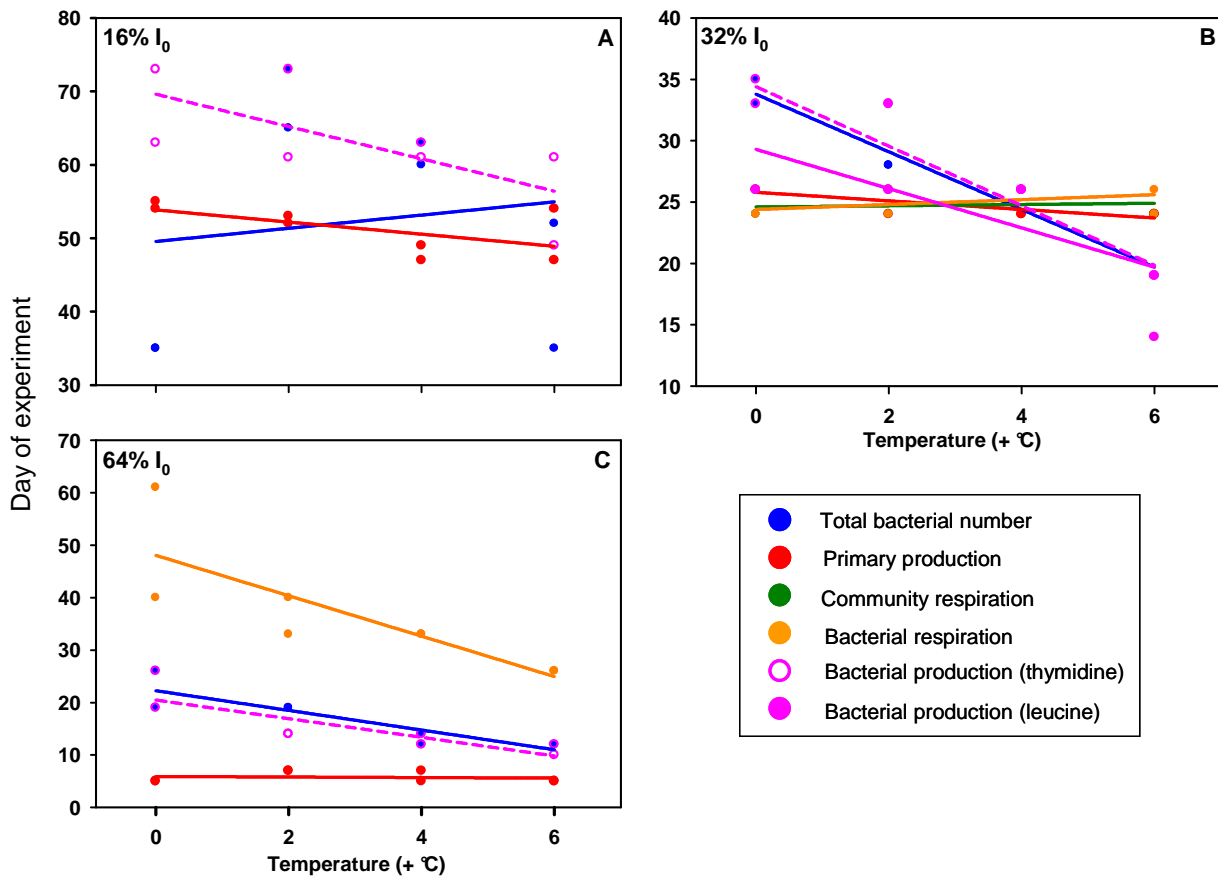 16% I0
A
80
70
60
50
40
30
32% I0
B
40
35
30
25
20
15
10
0 2 4 6
Temperature (+ °C)
Day of experiment
64% I0
C
70
60
50
40
30
20
10
0
0 2 4 6
Temperature (+ °C)
Total bacterial number
Primary production
Community respiration
Bacterial respiration
Bacterial production (thymidine)
Bacterial production (leucine)